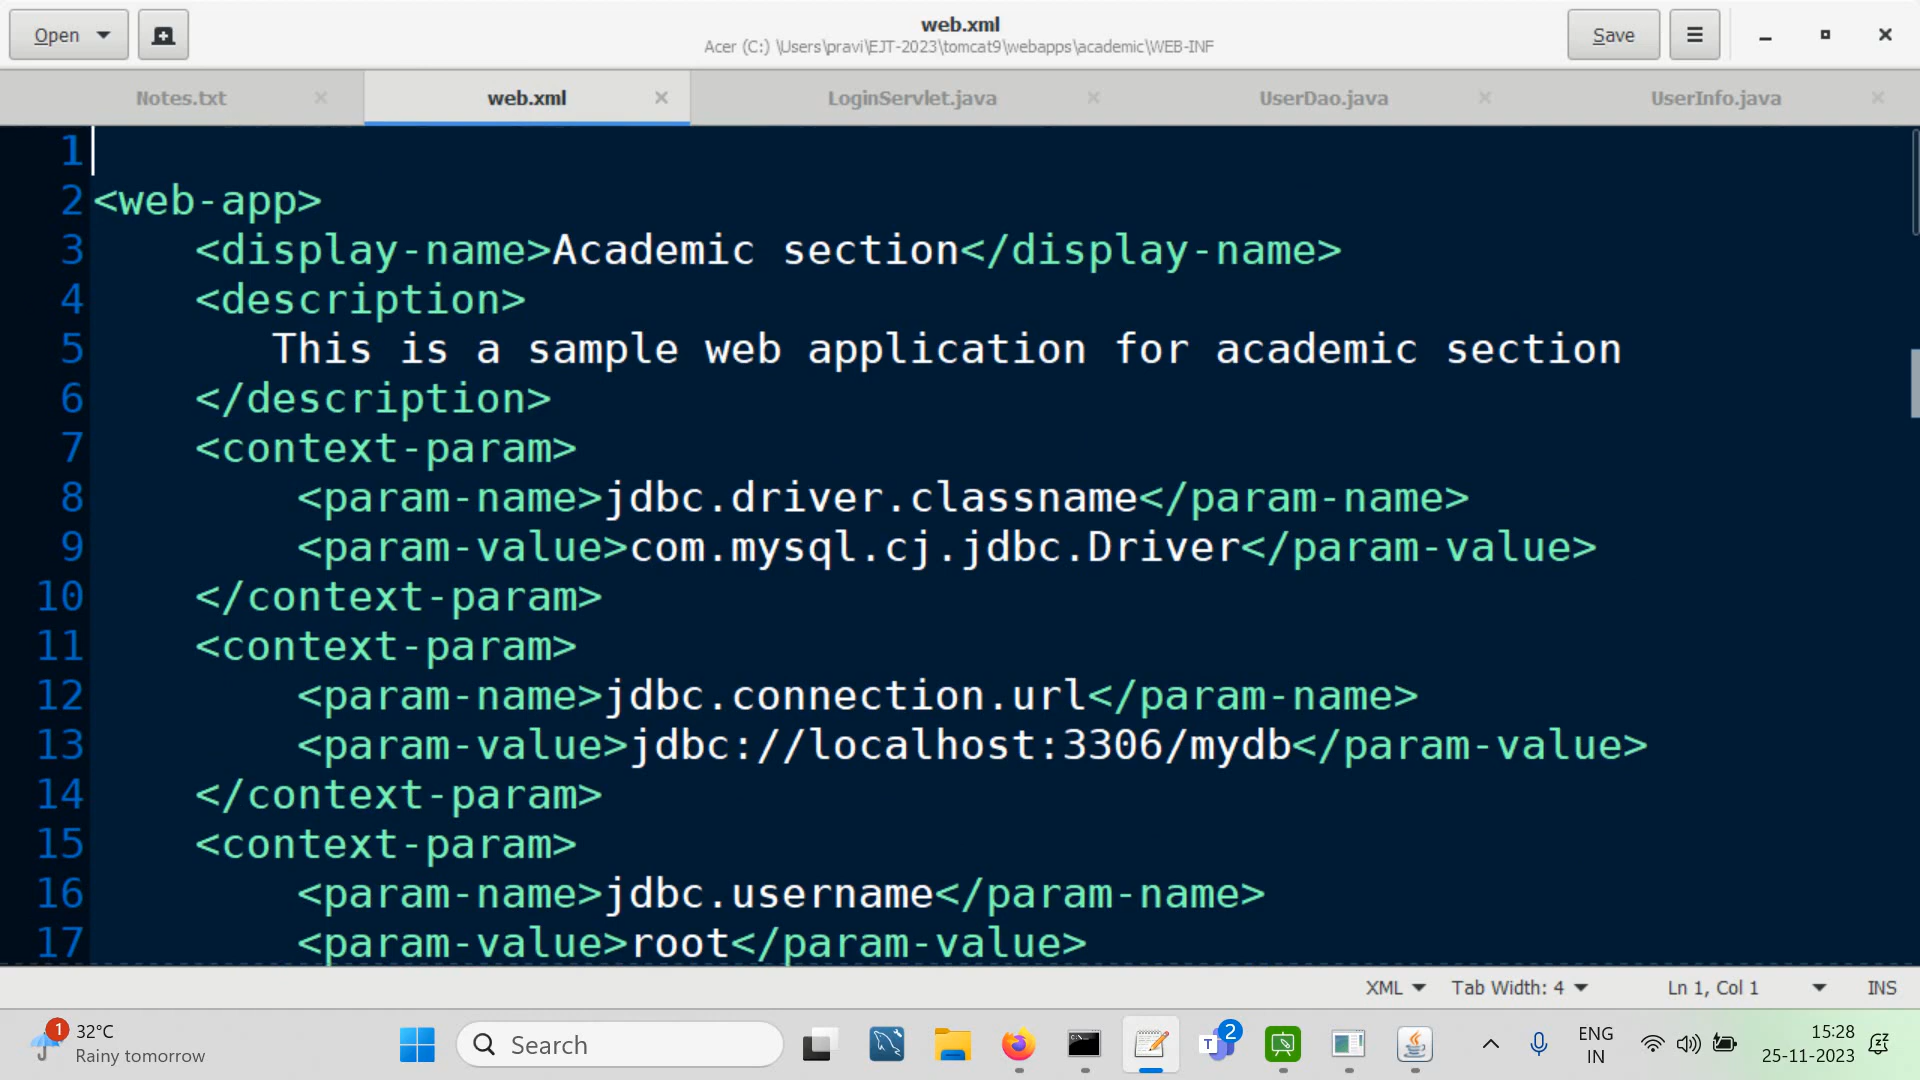 Open
web.xml
Acer (C:) \Users\pravi\EJT-2023\tomcat9\webapps\academic\WEB-INF
Save
Notes.txt
web.xml
LoginServlet.java
UserDao.java
UserInfo.java
1
2 <web-app>
3 <display-name>Academic section</display-name>
4 <description>
5 This is a sample web application for academic section
6 </description>
7 <context-param>
8 <param-name>jdbc.driver.classname</param-name>
9 <param-value>com.mysql.cj.jdbc.Driver</param-value>
10 </context-param>
11 <context-param>
12 <param-name>jdbc.connection.url</param-name>
13 <param-value>jdbc://localhost:3306/mydb</param-value>
14 </context-param>
15 <context-param>
16 <param-name>jdbc.username</param-name>
17 <param-value>root</param-value>
XML
Tab Width: 4
Ln 1, Col 1
INS
1
32°C
Rainy tomorrow
Search
T
2
ENG
IN
15:28
25-11-2023